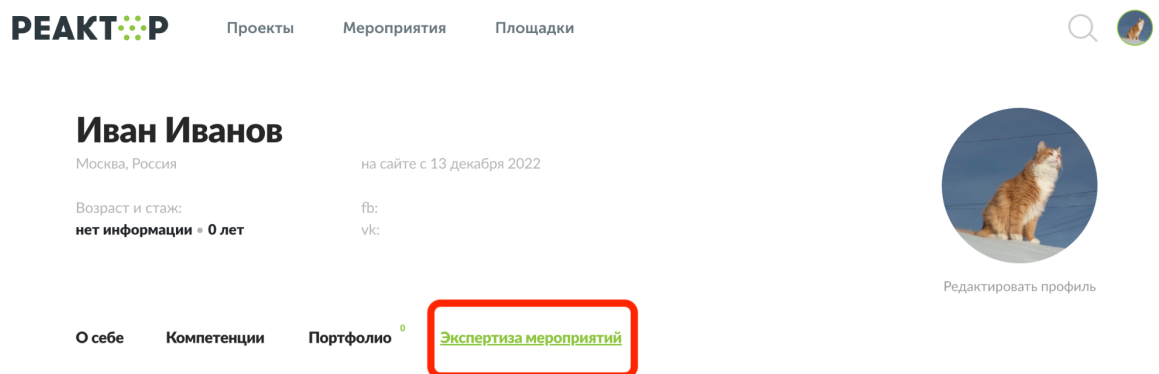 РЕАКТОР Проекты Мероприятия Площадки
Иван Иванов
Москва, Россия на сайте с 13 декабря 2022
Возраст и стаж: fb:
нет информации • 0 лет vk:
Редактировать профиль
О себе Компетенции Портфолио 0 Экспертиза мероприятий